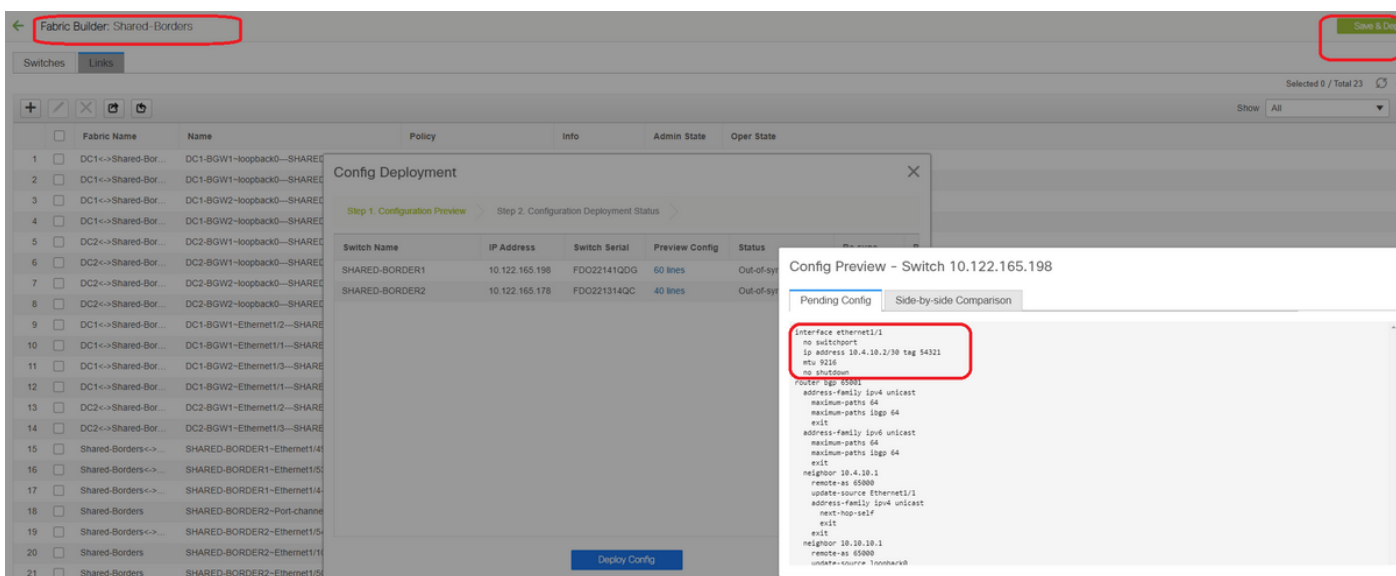 Fabric Builder: Shared-Borders
Save & De
Switches Links
Selected 0 / Total 23
Show All
Fabric Name Name Policy Info Admin State Oper State
1 DC1<->Shared-Bor... DC1-BGW1~loopback0---SHARED
2 DC1<->Shared-Bor... DC1-BGW1~loopback0---SHARED
3 DC1<->Shared-Bor... DC1-BGW2~loopback0---SHARED
4 DC1<->Shared-Bor... DC1-BGW2~loopback0---SHARED
5 DC2<->Shared-Bor... DC2-BGW1~loopback0---SHARED
6 DC2<->Shared-Bor... DC2-BGW1~loopback0---SHARED
7 DC2<->Shared-Bor... DC2-BGW2~loopback0---SHARED
8 DC2<->Shared-Bor... DC2-BGW2~loopback0---SHARED
9 DC1<->Shared-Bor... DC1-BGW1~Ethernet1/2---SHARE
10 DC1<->Shared-Bor... DC1-BGW1~Ethernet1/1---SHARE
11 DC1<->Shared-Bor... DC1-BGW2~Ethernet1/3---SHARE
12 DC1<->Shared-Bor... DC1-BGW2~Ethernet1/1---SHARE
13 DC2<->Shared-Bor... DC2-BGW1~Ethernet1/2---SHARE
14 DC2<->Shared-Bor... DC2-BGW1~Ethernet1/3---SHARE
15 Shared-Borders<->... SHARED-BORDER1~Ethernet1/4
16 Shared-Borders<->... SHARED-BORDER1~Ethernet1/5
17 Shared-Borders<->... SHARED-BORDER1~Ethernet1/4
18 Shared-Borders SHARED-BORDER2~Port-channe
19 Shared-Borders<->... SHARED-BORDER2~Ethernet1/5
20 Shared-Borders SHARED-BORDER2~Ethernet1/1
21 Shared-Borders SHARED-BORDER2~Ethernet1/5
Config Deployment
Step 1. Configuration Preview Step 2. Configuration Deployment Status
Switch Name IP Address Switch Serial Preview Config Status Re-sync
SHARED-BORDER1 10.122.165.198 FDO22141QDG 60 lines Out-of-syn
SHARED-BORDER2 10.122.165.178 FDO221314QC 40 lines Out-of-syn
Deploy Config
Config Preview - Switch 10.122.165.198
Pending Config Side-by-side Comparison
interface ethernet1/1
no switchport
ip address 10.4.10.2/30 tag 54321
mtu 9216
no shutdown
router bgp 65001
address-family ipv4 unicast
maximum-paths 64
maximum-paths ibgp 64
exit
address-family ipv6 unicast
maximum-paths 64
maximum-paths ibgp 64
exit
neighbor 10.4.10.1
remote-as 65000
update-source Ethernet1/1
address-family ipv4 unicast
next-hop-self
exit
exit
neighbor 10.10.10.1
remote-as 65000
update-source loopback0